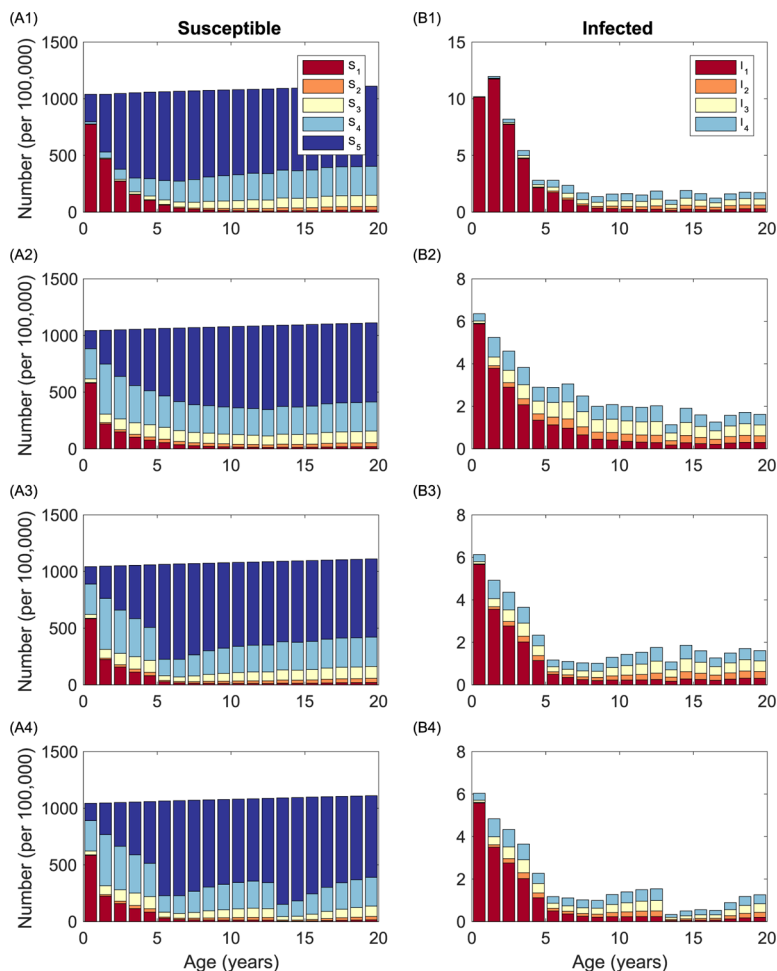 (A1)
Susceptible
Number (per 100,000)
1500
1000
500
0
0 5 10 15 20
S1
S2
S3
S4
S5
(B1)
Infected
15
10
5
0
0 5 10 15 20
I1
I2
I3
I4
(A2)
Number (per 100,000)
1500
1000
500
0
0 5 10 15 20
(B2)
8
6
4
2
0
0 5 10 15 20
(A3)
Number (per 100,000)
1500
1000
500
0
0 5 10 15 20
(B3)
8
6
4
2
0
0 5 10 15 20
(A4)
Number (per 100,000)
1500
1000
500
0
0 5 10 15 20
Age (years)
(B4)
8
6
4
2
0
0 5 10 15 20
Age (years)